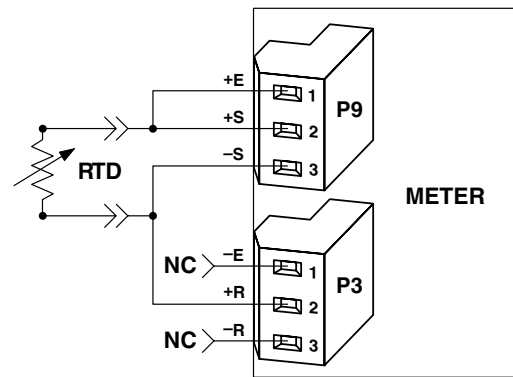 +E
1
P9
+S
2
–S
3
RTD
METER
NC
–E
1
P3
+R
2
NC
–R
3